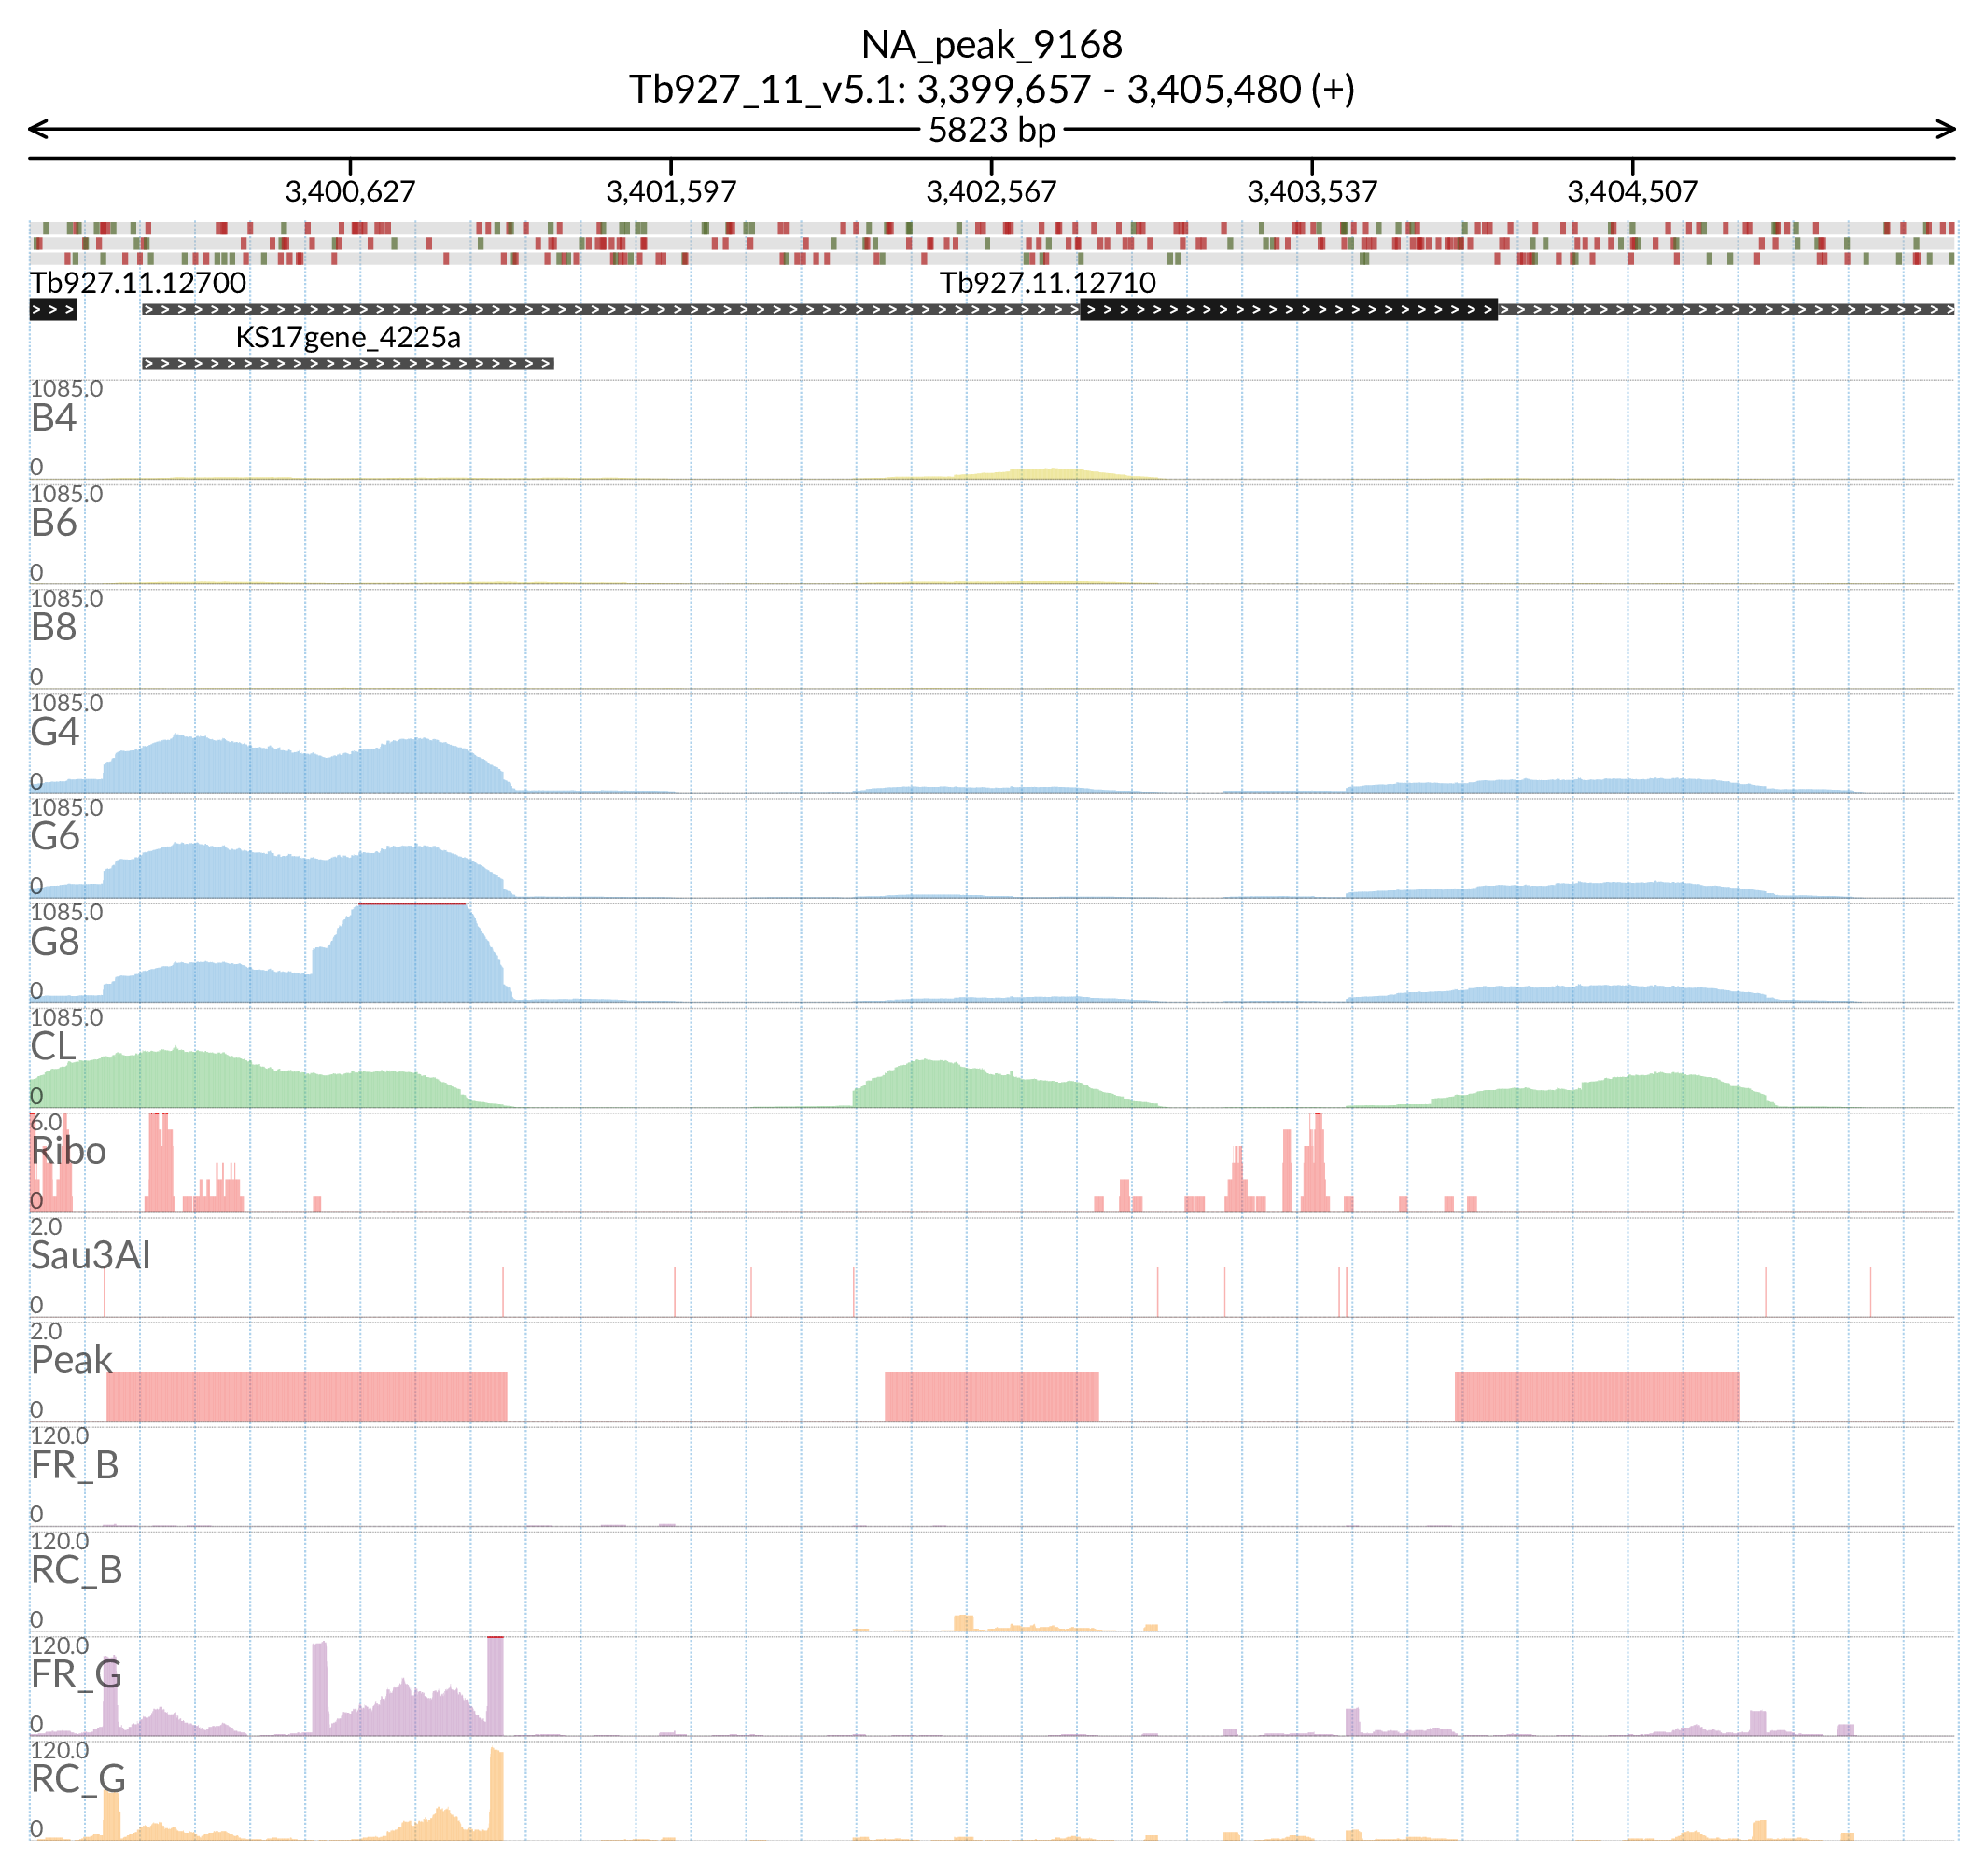 NA_peak_9168
Tb927_11_v5.1: 3,399,657 - 3,405,480 (+)
5823 bp
3,400,627 3,401,597 3,402,567 3,403,537 3,404,507
Tb927.11.12700 Tb927.11.12710
KS17gene_4225a
1085.0
B4
0
1085.0
B6
0
1085.0
B8
0
1085.0
G4
0
1085.0
G6
0
1085.0
G8
0
1085.0
CL
0
6.0
Ribo
0
2.0
Sau3AI
0
2.0
Peak
0
120.0
FR_B
0
120.0
RC_B
0
120.0
FR_G
0
120.0
RC_G
0